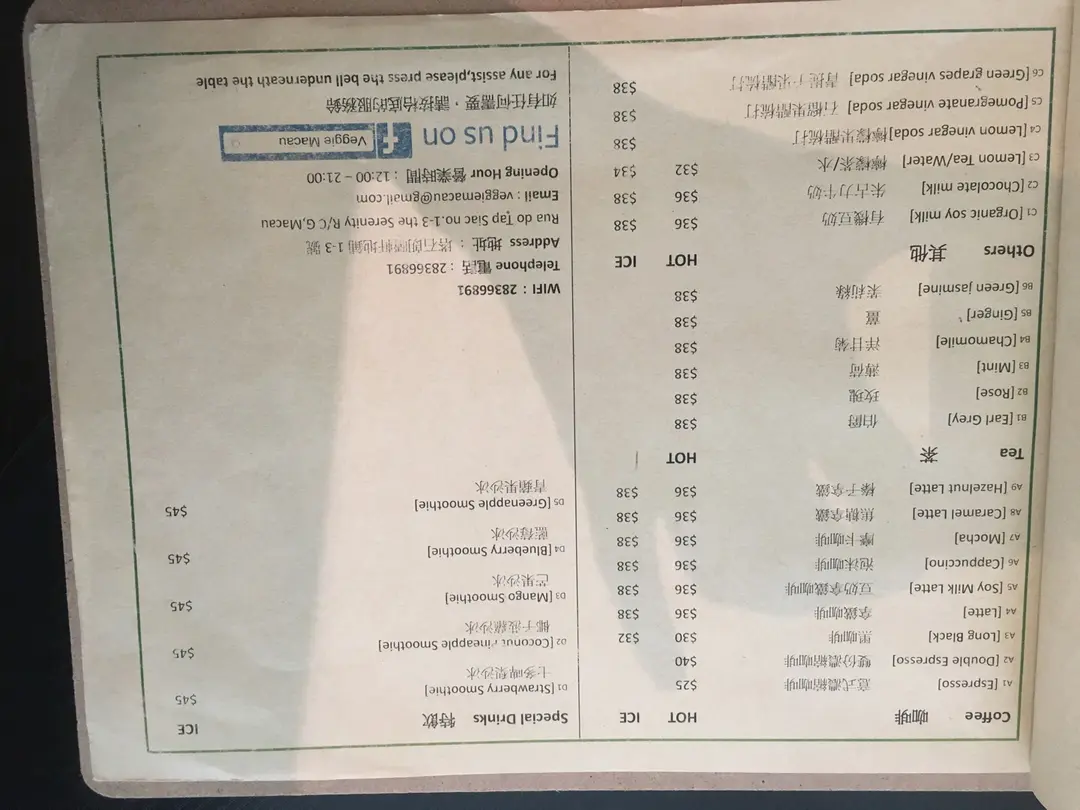 Coffee 咖啡 HOT ICE
A1 [Espresso] 意式濃縮咖啡 $25
A2 [Double Espresso] 雙份濃縮咖啡 $40
A3 [Long Black] 黑咖啡 $30 $32
A4 [Latte] 拿鐵咖啡 $36 $38
A5 [Soy Milk Latte] 豆奶拿鐵咖啡 $36 $38
A6 [Cappuccino] 泡沫咖啡 $36 $38
A7 [Mocha] 摩卡咖啡 $36 $38
A8 [Caramel Latte] 焦糖拿鐵 $36 $38
A9 [Hazelnut Latte] 榛子拿鐵 $36 $38
Tea 茶 HOT
B1 [Earl Grey] 伯爵 $38
B2 [Rose] 玫瑰 $38
B3 [Mint] 薄荷 $38
B4 [Chamomile] 洋甘菊 $38
B5 [Ginger] 薑 $38
B6 [Green jasmine] 茉莉綠 $38
Others 其他 HOT ICE
C1 [Organic soy milk] 有機豆奶 $36 $38
C2 [Chocolate milk] 朱古力牛奶 $36 $38
C3 [Lemon Tea/Water] 檸檬茶/水 $32 $34
C4 [Lemon vinegar soda] 檸檬果醋梳打 $38
C5 [Pomegranate vinegar soda] 石榴果醋梳打 $38
C6 [Green grapes vinegar soda] 青提子果醋梳打 $38
Special Drinks 特飲 ICE
D1 [Strawberry Smoothie] $45
士多啤梨沙冰
D2 [Coconut Pineapple Smoothie] $45
椰子菠蘿沙冰
D3 [Mango Smoothie] $45
芒果沙冰
D4 [Blueberry Smoothie] $45
藍莓沙冰
D5 [Greenapple Smoothie] $45
青蘋果沙冰
WIFI : 28366891
Telephone 電話 : 28366891
Address 地址 : 塔石街 軒地鋪 1-3 號
Rua do Tap Siac no.1-3 the Serenity R/C G,Macau
Email : veggiemacau@gmail.com
Opening Hour 營業時間 : 12:00 – 21:00
Find us on f Veggie Macau
如有任何需要，請按枱底的服務鈴
For any assist,please press the bell underneath the table